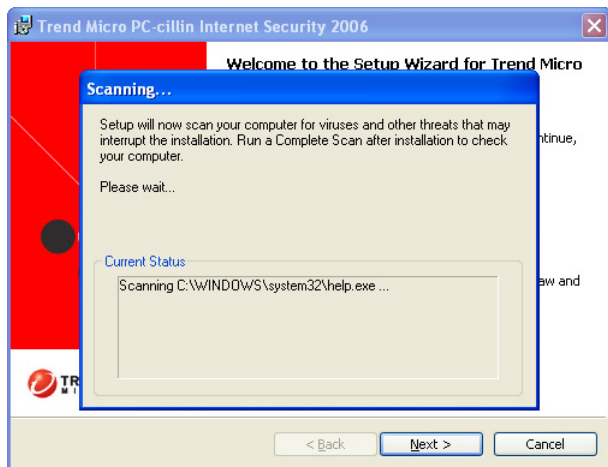 Trend Micro PC-cillin Internet Security 2006
Welcome to the Setup Wizard for Trend Micro
Scanning...
Setup will now scan your computer for viruses and other threats that may
interrupt the installation. Run a Complete Scan after installation to check
your computer.
ntinue,
Please wait...
Current Status
Scanning C:\WINDOWS\system32\help.exe ...
aw and
TR
MI
< Back
Next >
Cancel